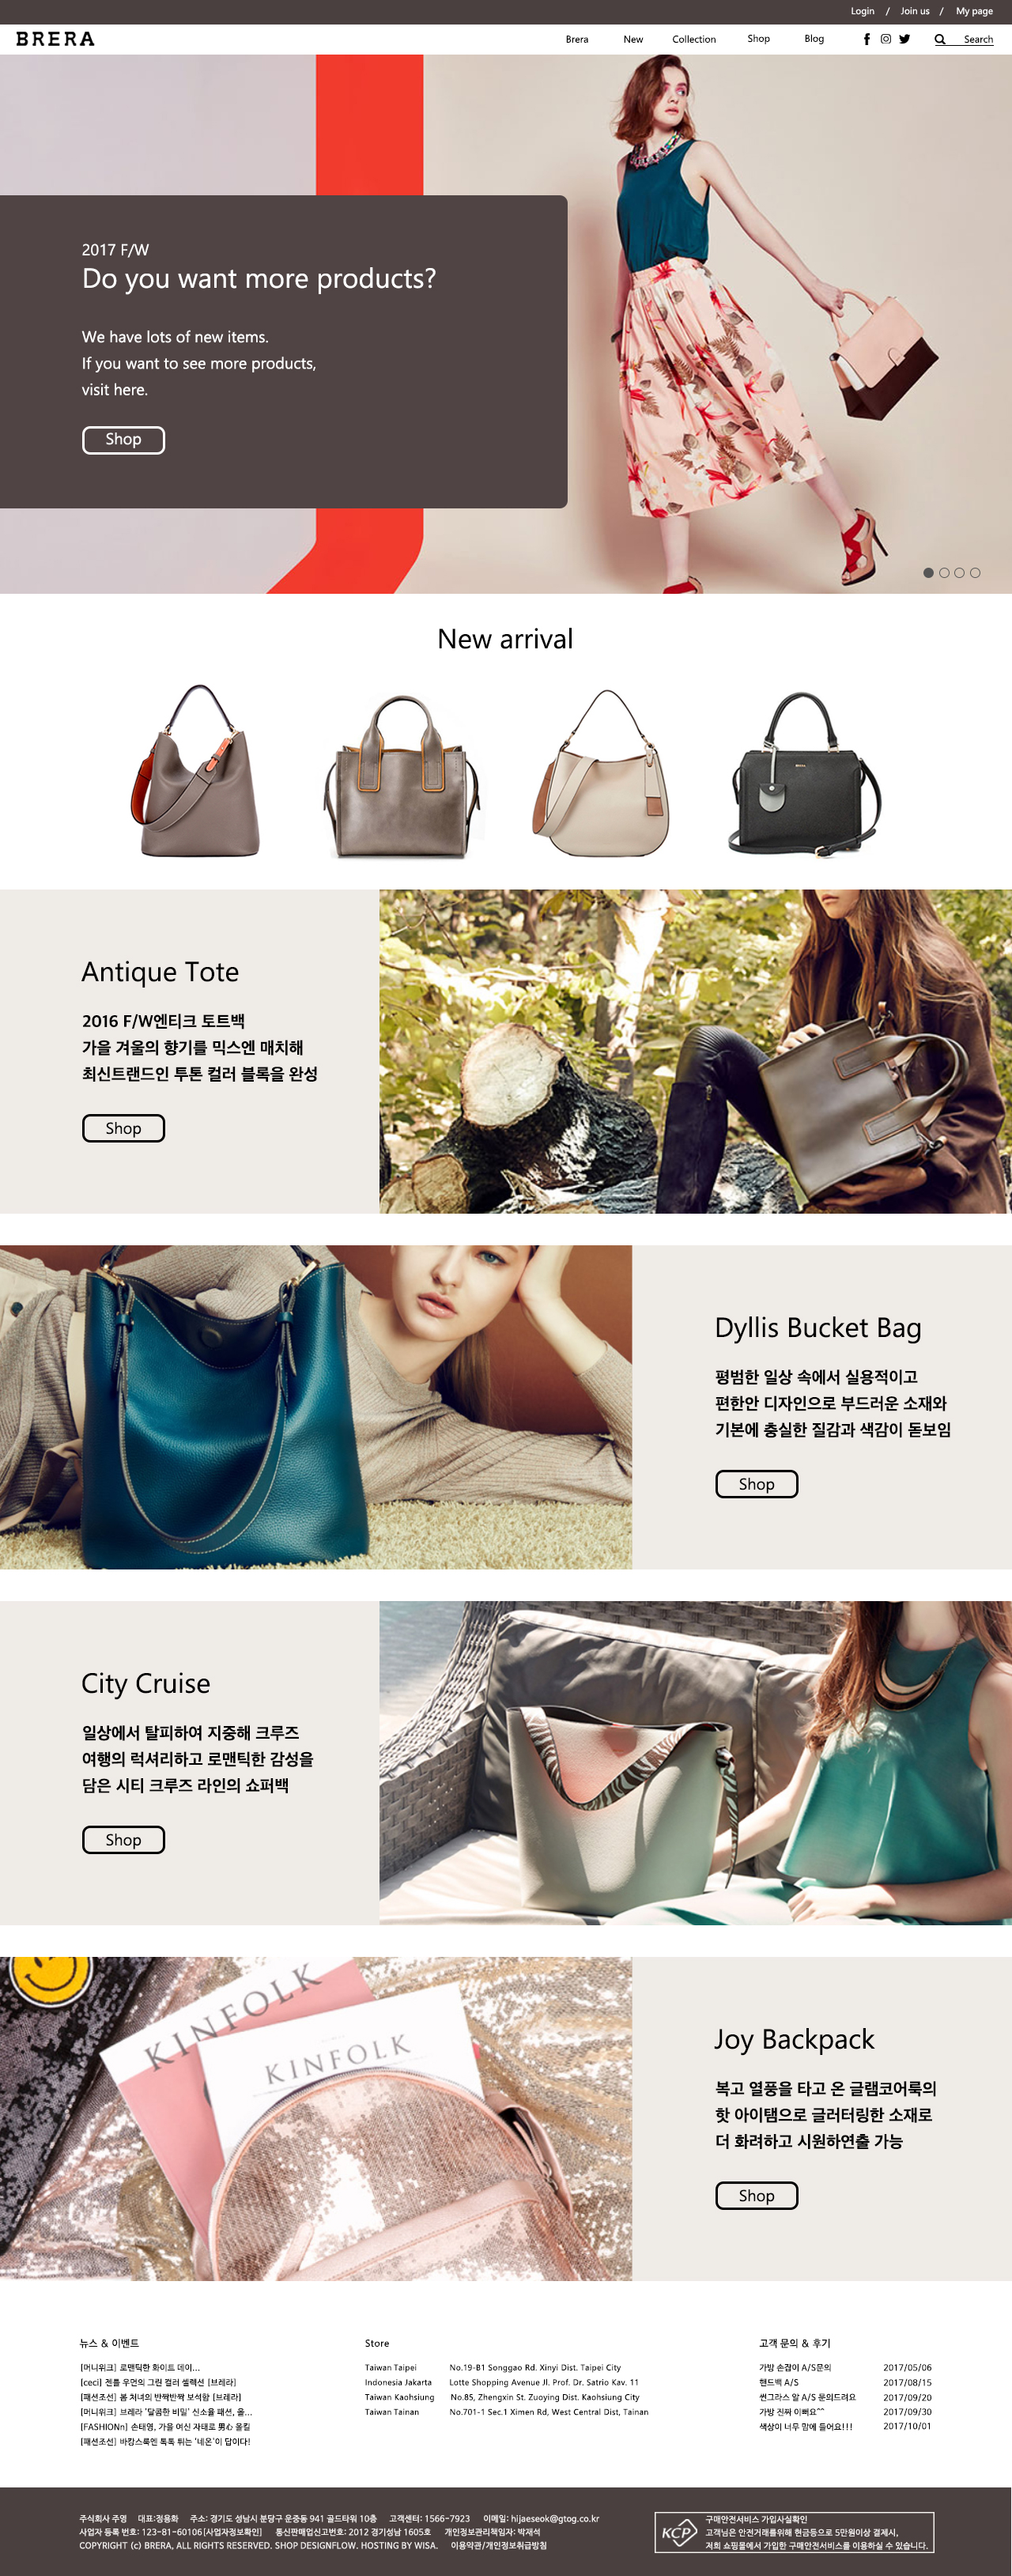 Login / Join us / My page
BRERA
Brera New Collection Shop Blog Search
2017 F/W
Do you want more products?
We have lots of new items.
If you want to see more products,
visit here.
Shop
New arrival
Antique Tote
2016 F/W엔티크 토트백
가을 겨울의 향기를 믹스엔 매치해
최신트랜드인 투톤 컬러 블록을 완성
Shop
Dyllis Bucket Bag
평범한 일상 속에서 실용적이고
편한안 디자인으로 부드러운 소재와
기본에 충실한 질감과 색감이 돋보임
Shop
City Cruise
일상에서 탈피하여 지중해 크루즈
여행의 럭셔리하고 로맨틱한 감성을
담은 시티 크루즈 라인의 쇼퍼백
Shop
KINFOLK
KINFOLK
Joy Backpack
복고 열풍을 타고 온 글램코어룩의
핫 아이탬으로 글러터링한 소재로
더 화려하고 시원하연출 가능
Shop
뉴스 & 이벤트
[머니위크] 로맨틱한 화이트 데이...
[ceci] 젠틀 우먼의 그린 컬러 셀렉션 [브레라]
[패션조선] 봄 처녀의 반짝반짝 보석함 [브레라]
[머니위크] 브레라 '달콤한 비밀' 신소율 패션, 올...
[FASHIONn] 손태영, 가을 여신 자태로 男心 올킬
[패션조선] 바캉스룩엔 톡톡 튀는 '네온'이 답이다!
Store
Taiwan Taipei No.19-B1 Songgao Rd. Xinyi Dist. Taipei City
Indonesia Jakarta Lotte Shopping Avenue Jl. Prof. Dr. Satrio Kav. 11
Taiwan Kaohsiung No.85, Zhengxin St. Zuoying Dist. Kaohsiung City
Taiwan Tainan No.701-1 Sec.1 Ximen Rd, West Central Dist, Tainan
고객 문의 & 후기
가방 손잡이 A/S문의 2017/05/06
핸드백 A/S 2017/08/15
썬그라스 알 A/S 문의드려요 2017/09/20
가방 진짜 이뻐요^^ 2017/09/30
색상이 너무 맘에 들어요!!! 2017/10/01
주식회사 주영 대표:정용화 주소: 경기도 성남시 분당구 운중동 941 골드타워 10층 고객센터: 1566-7923 이메일: hijaeseok@gtog.co.kr
사업자 등록 번호: 123-81-60106[사업자정보확인] 통신판매업신고번호: 2012 경기성남 1605호 개인정보관리책임자: 박재석
COPYRIGHT (c) BRERA, ALL RIGHTS RESERVED. SHOP DESIGNFLOW. HOSTING BY WISA. 이용약관/개인정보취급방침
KCP
구매안전서비스 가입사실확인
고객님은 안전거래를위해 현금등으로 5만원이상 결제시,
저희 쇼핑몰에서 가입한 구매안전서비스를 이용하실 수 있습니다.